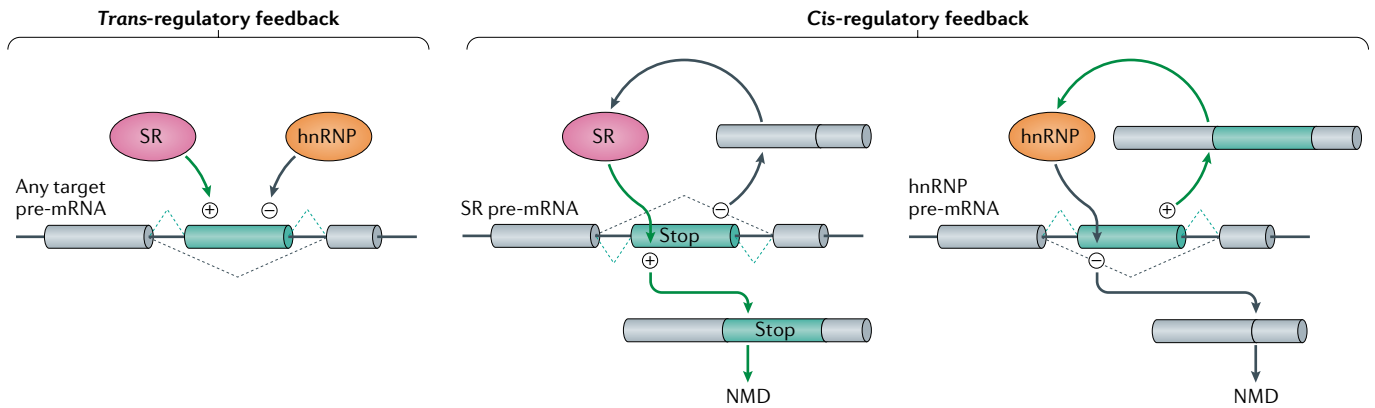 Trans-regulatory feedback
SR
hnRNP
Any target
pre-mRNA
+
−
Cis-regulatory feedback
SR
SR pre-mRNA
−
Stop
+
Stop
NMD
hnRNP
hnRNP
pre-mRNA
+
−
NMD